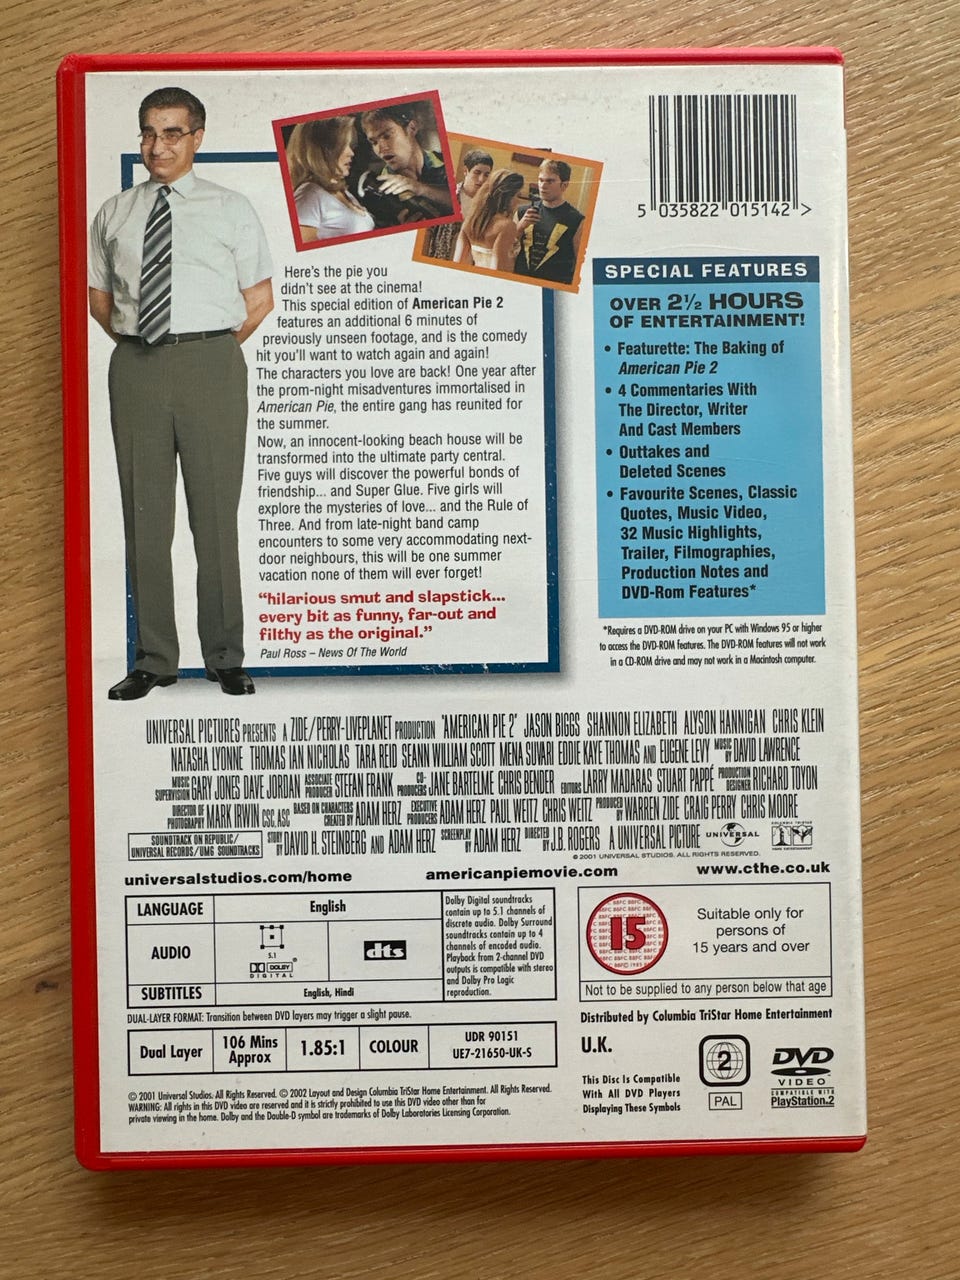 5 035822 015142 >
Here's the pie you
didn't see at the cinema!
This special edition of American Pie 2
features an additional 6 minutes of
previously unseen footage, and is the comedy
hit you'll want to watch again and again!
The characters you love are back! One year after
the prom-night misadventures immortalised in
American Pie, the entire gang has reunited for
the summer.
Now, an innocent-looking beach house will be
transformed into the ultimate party central.
Five guys will discover the powerful bonds of
friendship... and Super Glue. Five girls will
explore the mysteries of love... and the Rule of
Three. And from late-night band camp
encounters to some very accommodating next-
door neighbours, this will be one summer
vacation none of them will ever forget!
"hilarious smut and slapstick...
every bit as funny, far-out and
filthy as the original."
Paul Ross – News Of The World
SPECIAL FEATURES
OVER 2½ HOURS
OF ENTERTAINMENT!
• Featurette: The Baking of
American Pie 2
• 4 Commentaries With
The Director, Writer
And Cast Members
• Outtakes and
Deleted Scenes
• Favourite Scenes, Classic
Quotes, Music Video,
32 Music Highlights,
Trailer, Filmographies,
Production Notes and
DVD-Rom Features*
*Requires a DVD-ROM drive on your PC with Windows 95 or higher
to access the DVD-ROM features. The DVD-ROM features will not work
in a CD-ROM drive and may not work in a Macintosh computer.
UNIVERSAL PICTURES PRESENTS A ZIDE/PERRY-LIVEPLANET PRODUCTION "AMERICAN PIE 2" JASON BIGGS SHANNON ELIZABETH ALYSON HANNIGAN CHRIS KLEIN
NATASHA LYONNE THOMAS IAN NICHOLAS TARA REID SEANN WILLIAM SCOTT MENA SUVARI EDDIE KAYE THOMAS AND EUGENE LEVY MUSIC BY DAVID LAWRENCE
MUSIC SUPERVISION GARY JONES DAVE JORDAN ASSOCIATE PRODUCER STEFAN FRANK CO-PRODUCERS JANE BARTELME CHRIS BENDER EDITORS LARRY MADARAS STUART PAPPÉ PRODUCTION DESIGNER RICHARD TOYON
DIRECTOR OF PHOTOGRAPHY MARK IRWIN CSC, ASC BASED ON CHARACTERS CREATED BY ADAM HERZ EXECUTIVE PRODUCERS ADAM HERZ PAUL WEITZ CHRIS WEITZ PRODUCED BY WARREN ZIDE CRAIG PERRY CHRIS MOORE
SOUNDTRACK ON REPUBLIC/
UNIVERSAL RECORDS/UMG SOUNDTRACKS
STORY BY DAVID H. STEINBERG AND ADAM HERZ SCREENPLAY BY ADAM HERZ DIRECTED BY J.B. ROGERS A UNIVERSAL PICTURE
UNIVERSAL
COLUMBIA TRISTAR
HOME ENTERTAINMENT
© 2001 UNIVERSAL STUDIOS. ALL RIGHTS RESERVED.
universalstudios.com/home
americanpiemovie.com
www.cthe.co.uk
LANGUAGE
English
AUDIO
5.1
DOLBY
DIGITAL
dts
SUBTITLES
English, Hindi
Dolby Digital soundtracks
contain up to 5.1 channels of
discrete audio. Dolby Surround
soundtracks contain up to 4
channels of encoded audio.
Playback from 2-channel DVD
outputs is compatible with stereo
and Dolby Pro Logic
reproduction.
15
Suitable only for
persons of
15 years and over
Not to be supplied to any person below that age
DUAL-LAYER FORMAT: Transition between DVD layers may trigger a slight pause.
Dual Layer
106 Mins
Approx
1.85:1
COLOUR
UDR 90151
UE7-21650-UK-S
Distributed by Columbia TriStar Home Entertainment
U.K.
This Disc Is Compatible
With All DVD Players
Displaying These Symbols
2
PAL
DVD
VIDEO
COMPATIBLE WITH
PlayStation.2
© 2001 Universal Studios. All Rights Reserved. © 2002 Layout and Design Columbia TriStar Home Entertainment. All Rights Reserved.
WARNING: All rights in this DVD video are reserved and it is strictly prohibited to use this DVD video other than for
private viewing in the home. Dolby and the Double-D symbol are trademarks of Dolby Laboratories Licensing Corporation.